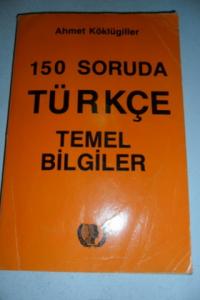 Ahmet Köklügiller
150 SORUDA
TÜRKÇE
TEMEL
BİLGİLER